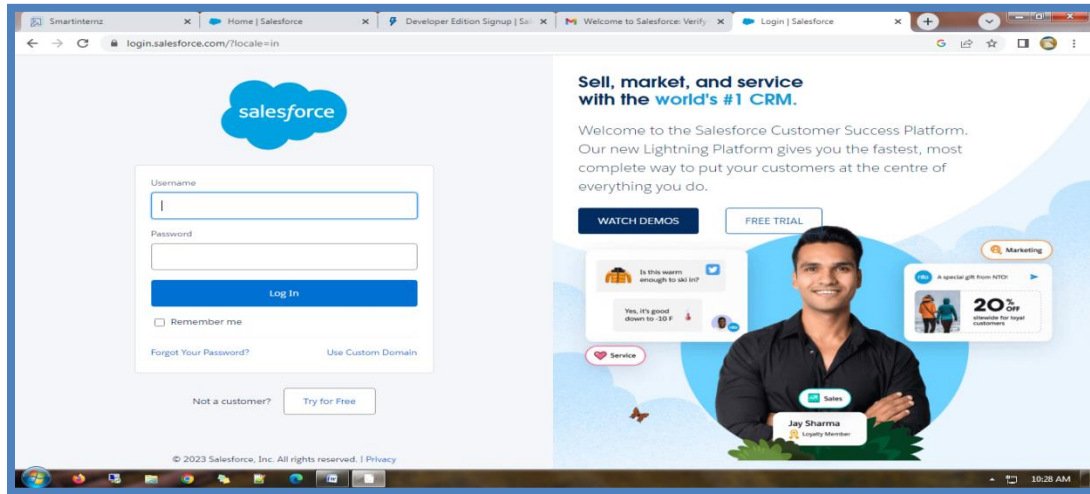 Smartinternz
Home | Salesforce
Developer Edition Signup | Sal
Welcome to Salesforce: Verify
Login | Salesforce
login.salesforce.com/?locale=in
salesforce
Username
Password
Log In
Remember me
Forgot Your Password?
Use Custom Domain
Not a customer?
Try for Free
© 2023 Salesforce, Inc. All rights reserved. | Privacy
Sell, market, and service
with the world's #1 CRM.
Welcome to the Salesforce Customer Success Platform.
Our new Lightning Platform gives you the fastest, most
complete way to put your customers at the centre of
everything you do.
WATCH DEMOS
FREE TRIAL
Marketing
Is this warm
enough to ski in?
Yes, it's good
down to -10 F
Service
nto
A special gift from NTO!
20% OFF
sitewide for loyal
customers
Sales
Jay Sharma
Loyalty Member
10:28 AM